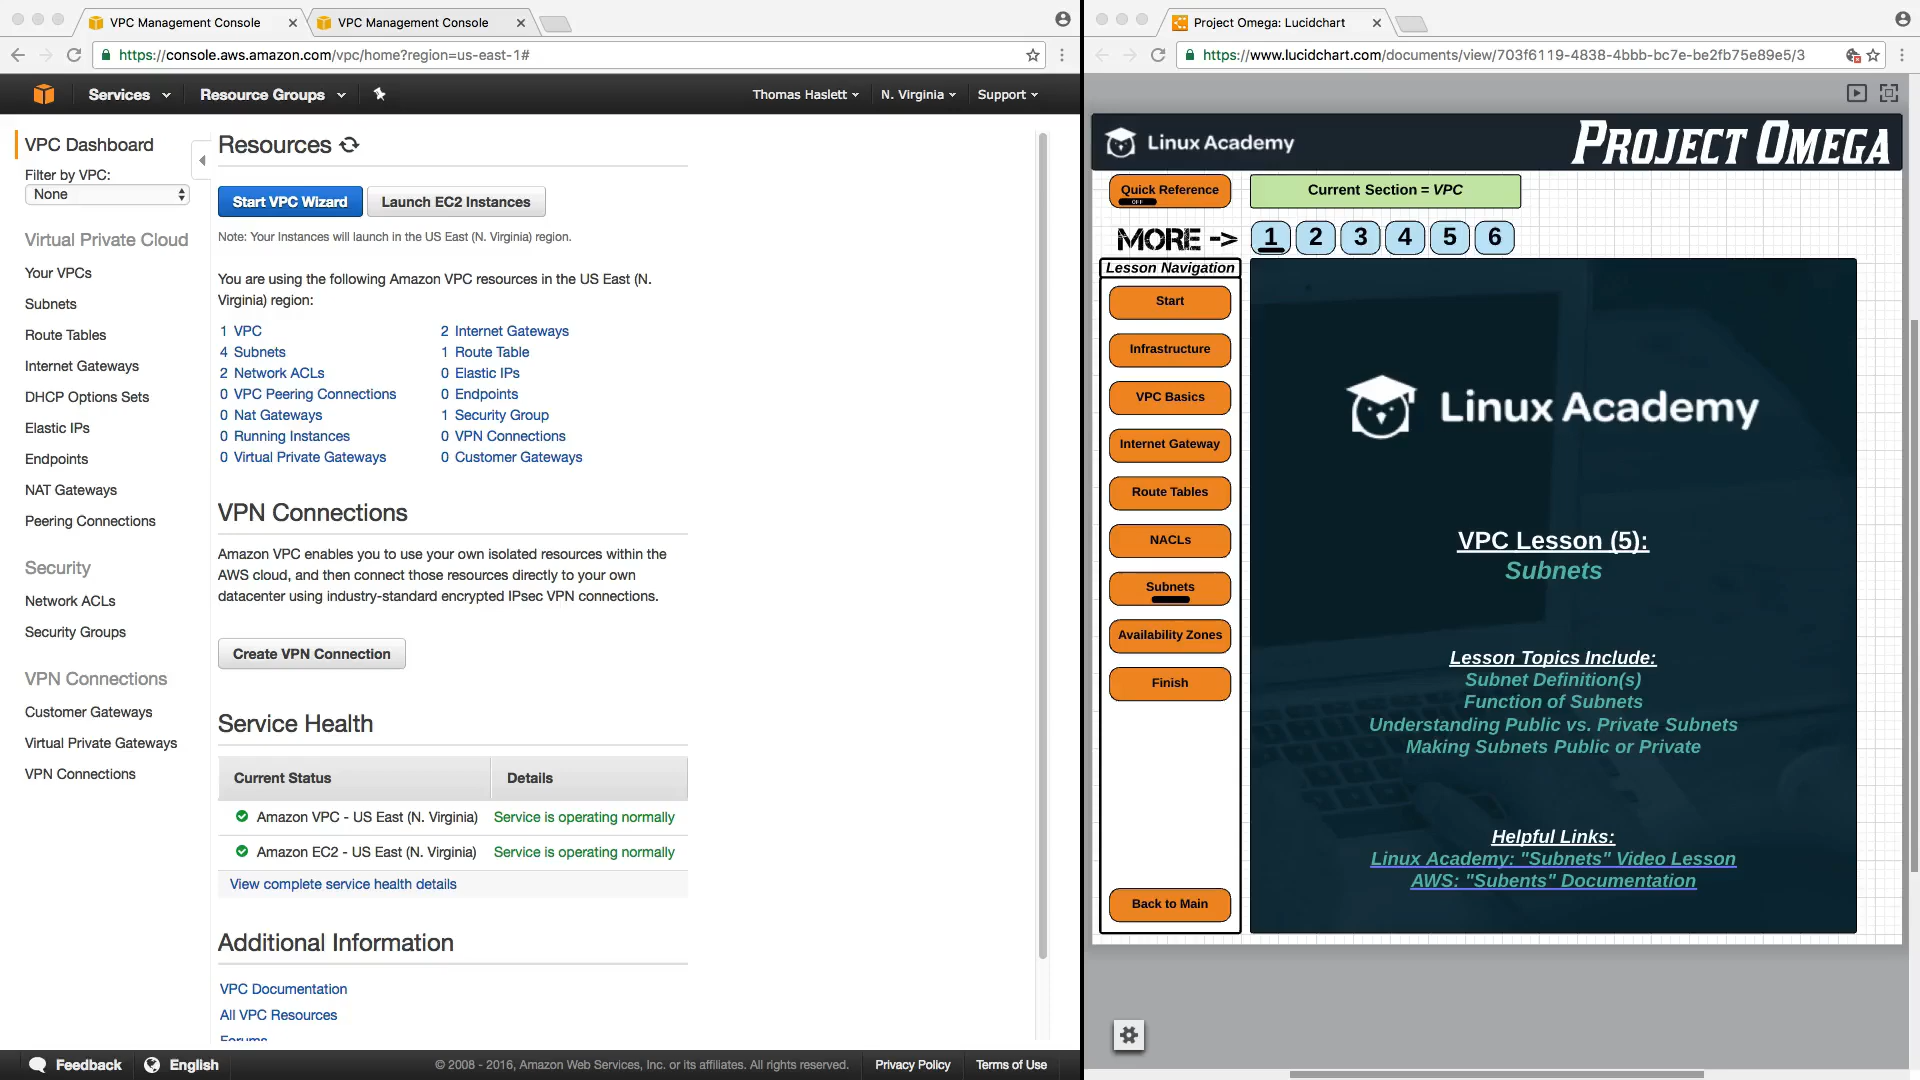 VPC Management Console
VPC Management Console
https://console.aws.amazon.com/vpc/home?region=us-east-1#
Services
Resource Groups
Thomas Haslett
N. Virginia
Support
VPC Dashboard
Filter by VPC:
None
Virtual Private Cloud
Your VPCs
Subnets
Route Tables
Internet Gateways
DHCP Options Sets
Elastic IPs
Endpoints
NAT Gateways
Peering Connections
Security
Network ACLs
Security Groups
VPN Connections
Customer Gateways
Virtual Private Gateways
VPN Connections
Resources
Start VPC Wizard
Launch EC2 Instances
Note: Your Instances will launch in the US East (N. Virginia) region.
You are using the following Amazon VPC resources in the US East (N.
Virginia) region:
1 VPC
2 Internet Gateways
4 Subnets
1 Route Table
2 Network ACLs
0 Elastic IPs
0 VPC Peering Connections
0 Endpoints
0 Nat Gateways
1 Security Group
0 Running Instances
0 VPN Connections
0 Virtual Private Gateways
0 Customer Gateways
VPN Connections
Amazon VPC enables you to use your own isolated resources within the
AWS cloud, and then connect those resources directly to your own
datacenter using industry-standard encrypted IPsec VPN connections.
Create VPN Connection
Service Health
Current Status
Details
Amazon VPC - US East (N. Virginia)
Service is operating normally
Amazon EC2 - US East (N. Virginia)
Service is operating normally
View complete service health details
Additional Information
VPC Documentation
All VPC Resources
Forums
Feedback
English
© 2008 - 2016, Amazon Web Services, Inc. or its affiliates. All rights reserved.
Privacy Policy
Terms of Use
Project Omega: Lucidchart
https://www.lucidchart.com/documents/view/703f6119-4838-4bbb-bc7e-be2fb75e89e5/3
Linux Academy
PROJECT OMEGA
Quick Reference
OFF
Current Section = VPC
MORE ->
1
2
3
4
5
6
Lesson Navigation
Start
Infrastructure
VPC Basics
Internet Gateway
Route Tables
NACLs
Subnets
Availability Zones
Finish
Back to Main
Linux Academy
VPC Lesson (5):
Subnets
Lesson Topics Include:
Subnet Definition(s)
Function of Subnets
Understanding Public vs. Private Subnets
Making Subnets Public or Private
Helpful Links:
Linux Academy: "Subnets" Video Lesson
AWS: "Subents" Documentation